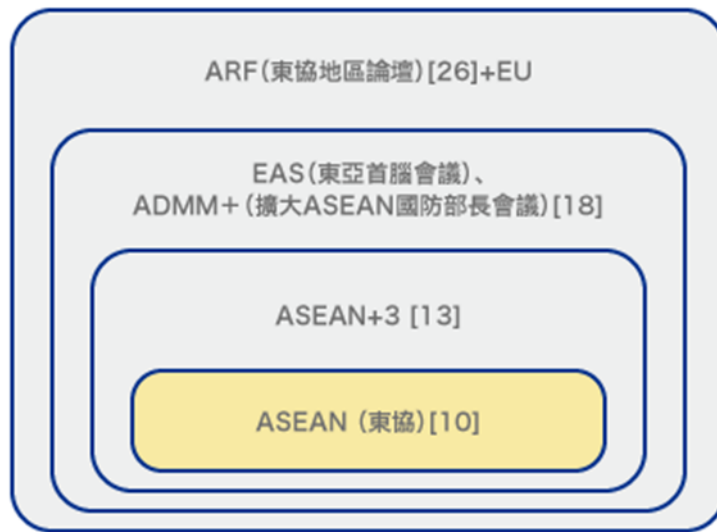 ARF（東協地區論壇）[26]+EU
EAS（東亞首腦會議）、
ADMM＋（擴大ASEAN國防部長會議）[18]
ASEAN+3 [13]
ASEAN （東協）[10]